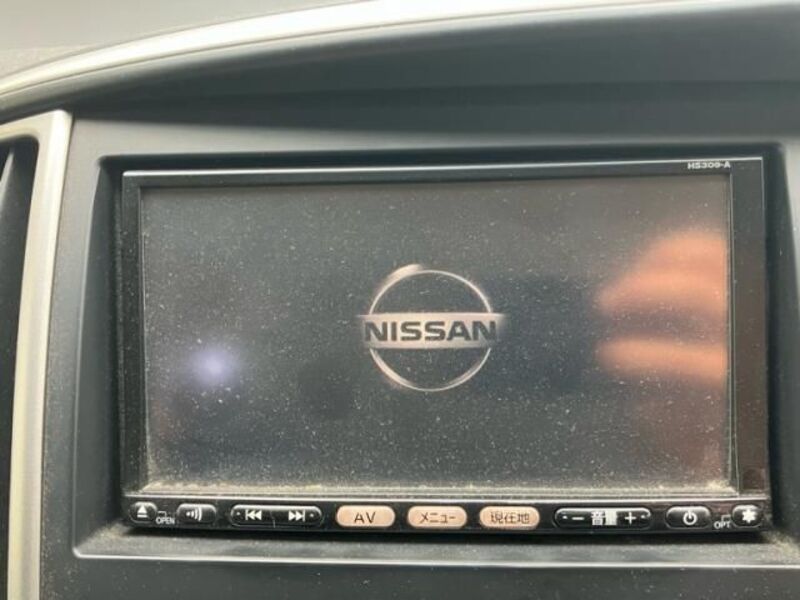 HS309-A
NISSAN
OPEN
AV
メニュー
現在地
− 音量 +
OPT